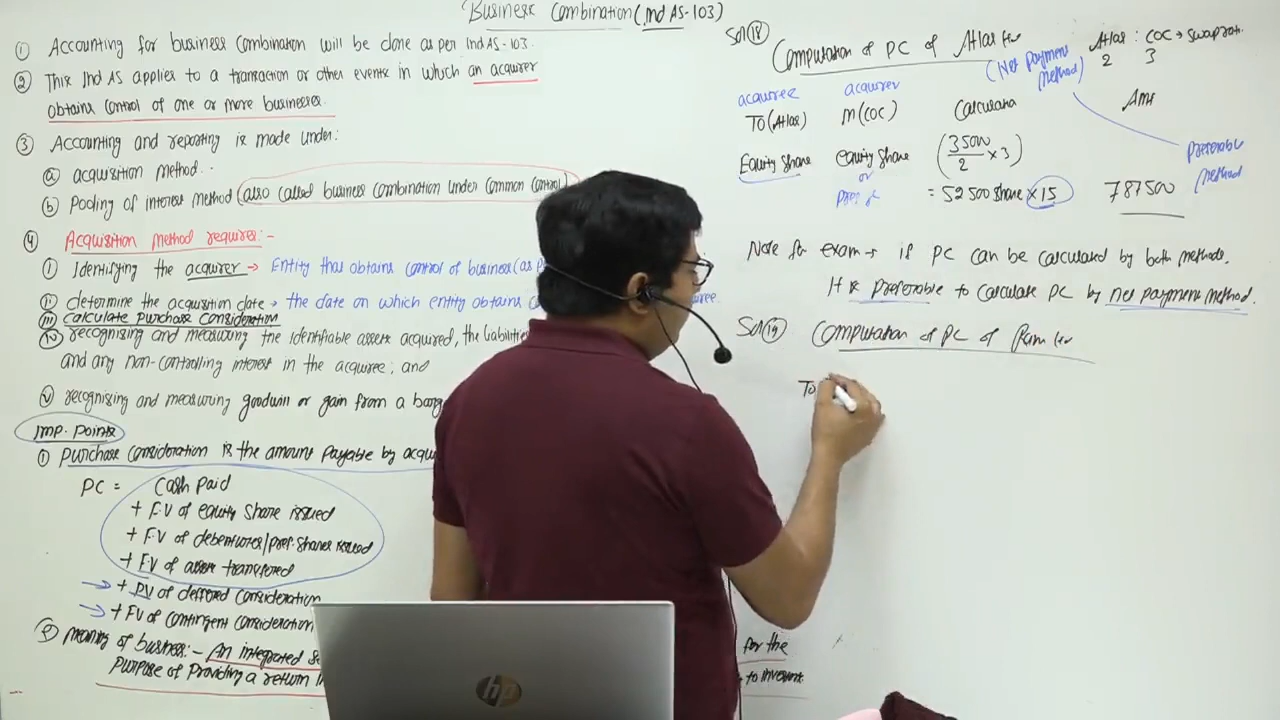 Business Combination (Ind AS-103)
① Accounting for business combination will be done as per Ind AS-103.
② This Ind AS applies to a transaction or other events in which an acquirer
obtains control of one or more businesses.
③ Accounting and reporting is made under:
ⓐ acquisition method.
ⓑ Pooling of interest method (also called business combination under common control)
④ Acquisition method requires:-
① Identifying the acquirer → Entity that obtains control of business (as p
ⓘⓘ determine the acquisition date → the date on which entity obtains
ⓘⓘⓘ Calculate purchase consideration
ⓘⓥ recognising and measuring the identifiable assets acquired, the liabilities
and any non-controlling interest in the acquiree; and
ⓥ recognising and measuring goodwill or gain from a barg
Imp. Points
① Purchase consideration is the amount payable by acqu
PC = Cash paid
+ F.V of equity share issued
+ F.V of debentures/pref. shares issued
+ F.V of assets transferred
→ + PV of deffered consideration
→ + FV of contingent consideration
② Meaning of business:- An integrated se
for the
Purpose of Providing a return
to investors
Sol ⑱ Computation of PC of Atlas ltd
(Net payment method)
Atlas : COC → swap ratio
2 3
acquiree acquirer
TO (Atlas) M (COC) Calculation Amt
Equity Share equity share (35000/2 × 3)
or
= 52500 share × 15 787500
Preferable method
Note for exam → is PC can be calculated by both methods.
It is preferable to calculate PC by net payment method.
Sol ⑲ Computation of PC of Ram ltd
To
hp